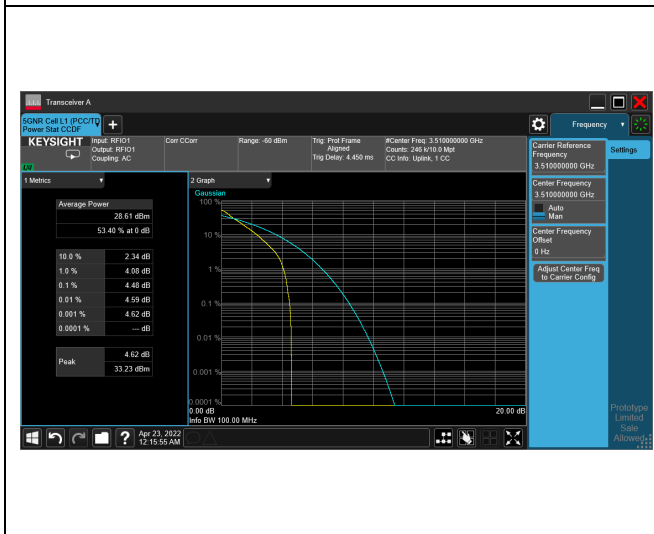 Transceiver A
5GNR Cell L1 (PCC/TD
Power Stat CCDF
Frequency
KEYSIGHT
Input: RFIO1
Output: RFIO1
Coupling: AC
Corr CCorr
Range: -60 dBm
Trig: Prot Frame
Aligned
Trig Delay: 4.450 ms
#Center Freq: 3.510000000 GHz
Counts: 246 k/10.0 Mpt
CC Info: Uplink, 1 CC
1 Metrics
Average Power
28.61 dBm
53.40 % at 0 dB
10.0 % 2.34 dB
1.0 % 4.08 dB
0.1 % 4.48 dB
0.01 % 4.59 dB
0.001 % 4.62 dB
0.0001 % --- dB
Peak
4.62 dB
33.23 dBm
2 Graph
Gaussian
100 %
10 %
1 %
0.1 %
0.01 %
0.001 %
0.0001 %
0.00 dB 20.00 dB
Info BW 100.00 MHz
Carrier Reference
Frequency
3.510000000 GHz
Center Frequency
3.510000000 GHz
Auto
Man
Center Frequency
Offset
0 Hz
Adjust Center Freq
to Carrier Config
Settings
Prototype
Limited
Sale
Allowed
?
Apr 23, 2022
12:15:55 AM